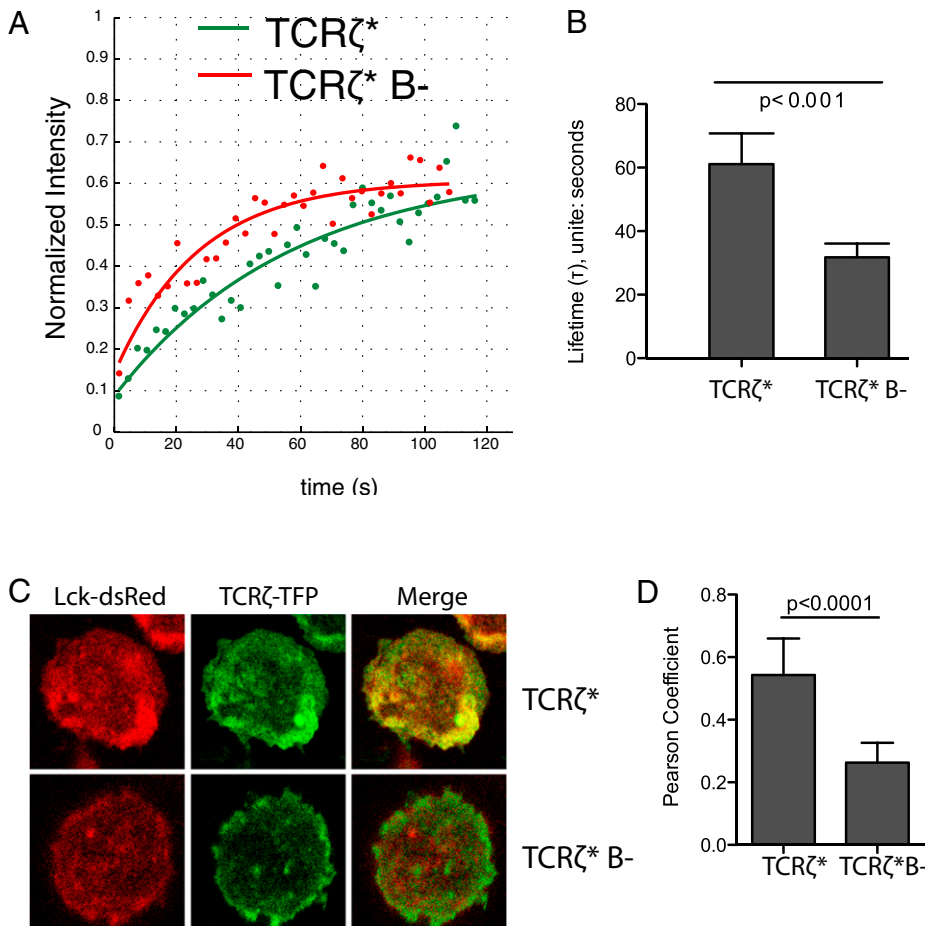 A
TCRζ*
TCRζ* B-
Normalized Intensity
1
0.9
0.8
0.7
0.6
0.5
0.4
0.3
0.2
0.1
0
0 20 40 60 80 100 120
time (s)
B
p< 0.001
Lifetime (τ), unite: seconds
80
60
40
20
0
TCRζ* TCRζ* B-
C
Lck-dsRed TCRζ-TFP Merge
TCRζ*
TCRζ* B-
D
p<0.0001
Pearson Coefficient
0.8
0.6
0.4
0.2
0.0
TCRζ* TCRζ*B-